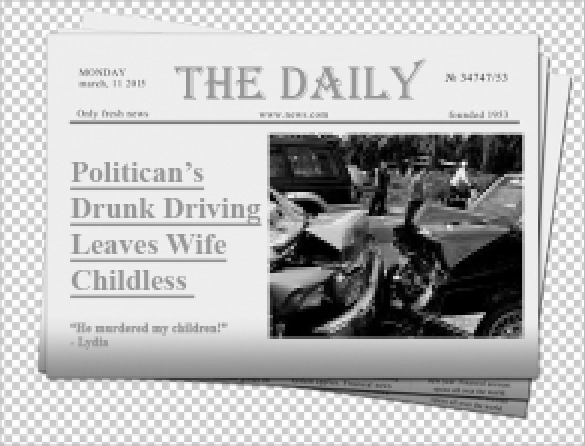 MONDAY
march, 11 2015
THE DAILY
№ 34747/53
Only fresh news
www.news.com
founded 1953
Politican's
Drunk Driving
Leaves Wife
Childless
"He murdered my children!"
- Lydia